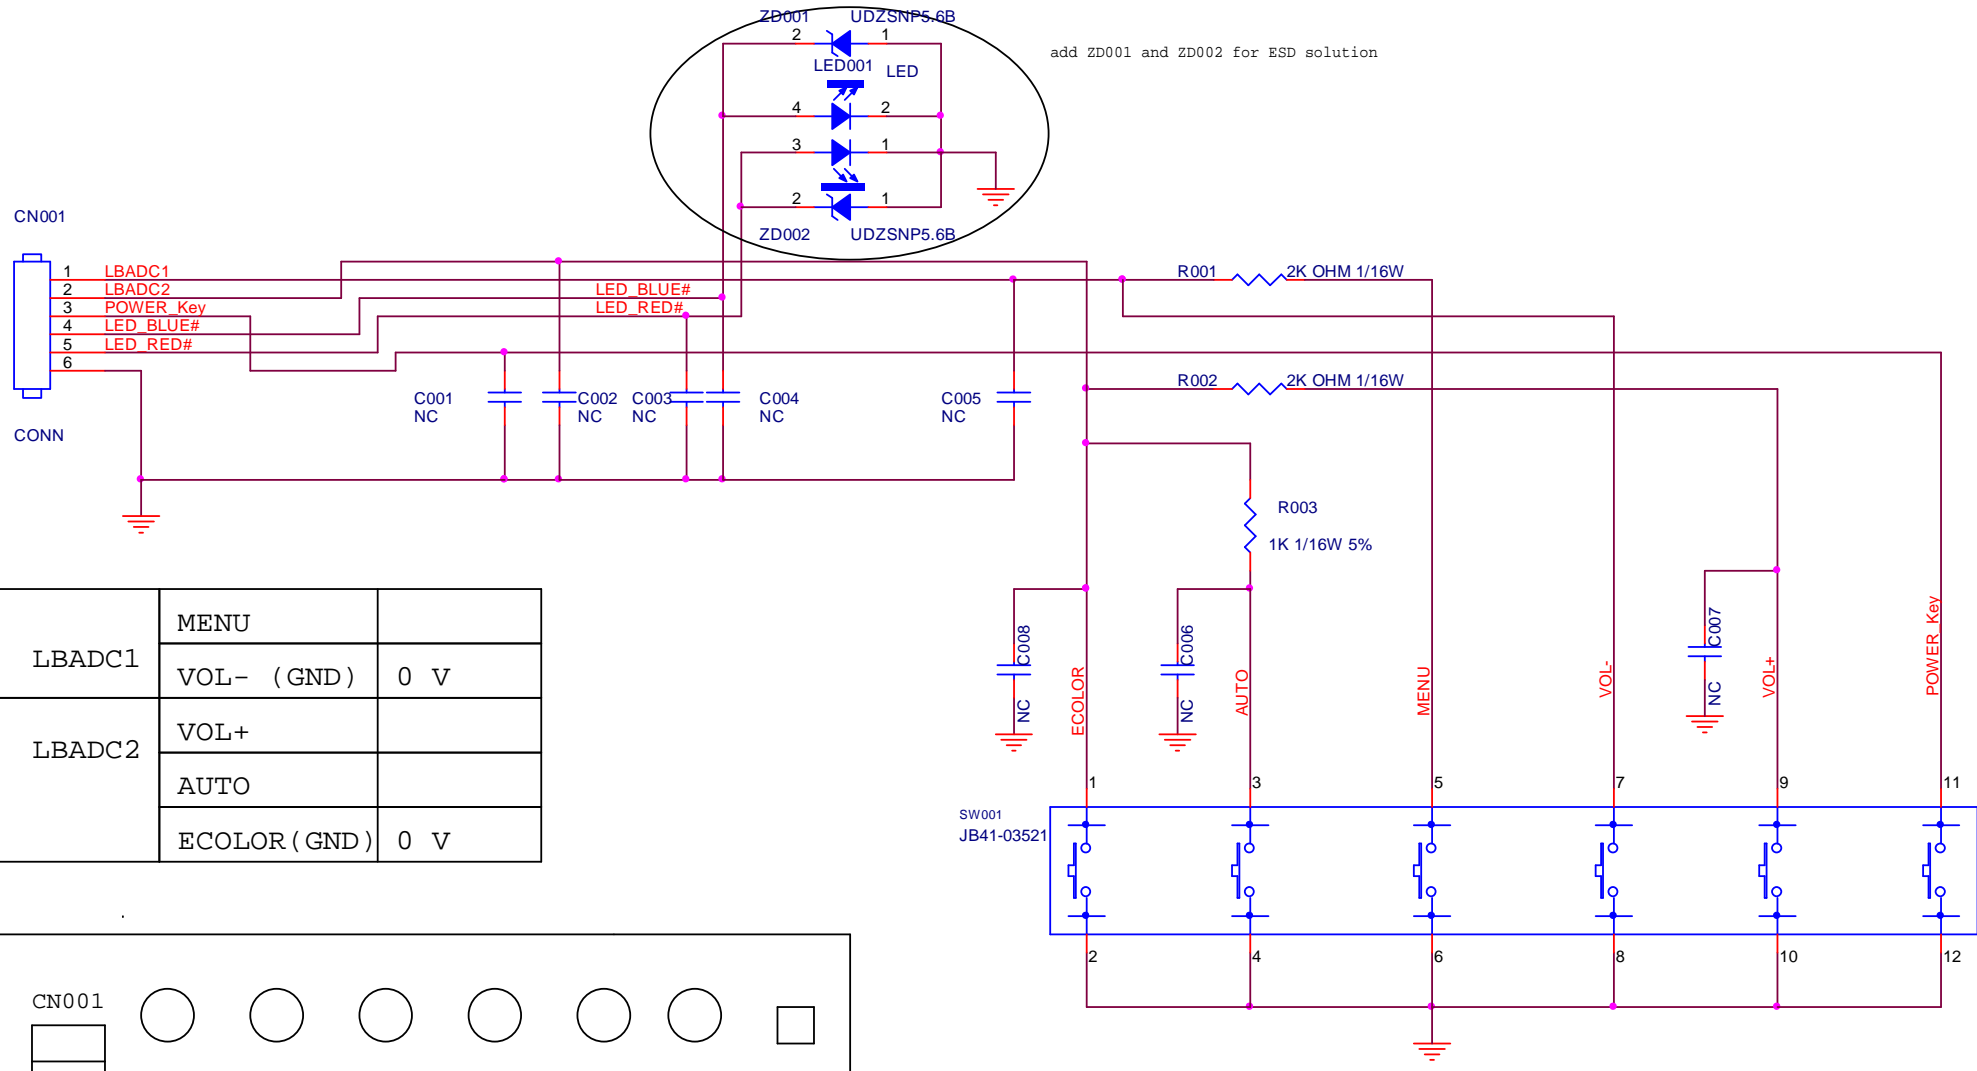 ZD001 UDZSNP5.6B
2 1
add ZD001 and ZD002 for ESD solution
LED001 LED
4 2
3 1
2 1
ZD002 UDZSNP5.6B
CN001
1 LBADC1
2 LBADC2
3 POWER_Key
4 LED_BLUE#
5 LED_RED#
6
CONN
LED_BLUE#
LED_RED#
R001 2K OHM 1/16W
R002 2K OHM 1/16W
C001
NC
C002
NC
C003
NC
C004
NC
C005
NC
R003
1K 1/16W 5%
C008
NC
ECOLOR
C006
NC
AUTO
MENU
VOL-
C007
NC
VOL+
POWER_Key
LBADC1
MENU
VOL- (GND) 0 V
LBADC2
VOL+
AUTO
ECOLOR(GND) 0 V
1 3 5 7 9 11
SW001
JB41-03521
2 4 6 8 10 12
CN001